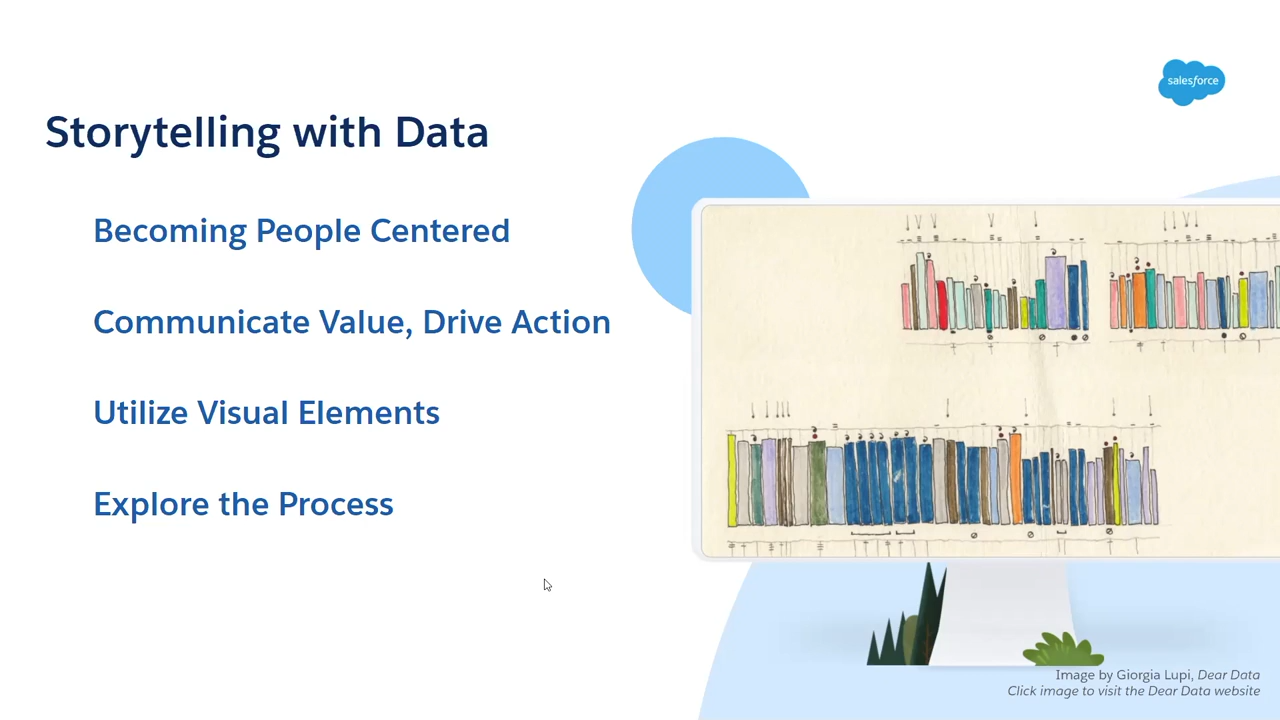 salesforce
Storytelling with Data
Becoming People Centered
Communicate Value, Drive Action
Utilize Visual Elements
Explore the Process
Image by Giorgia Lupi, Dear Data
Click image to visit the Dear Data website